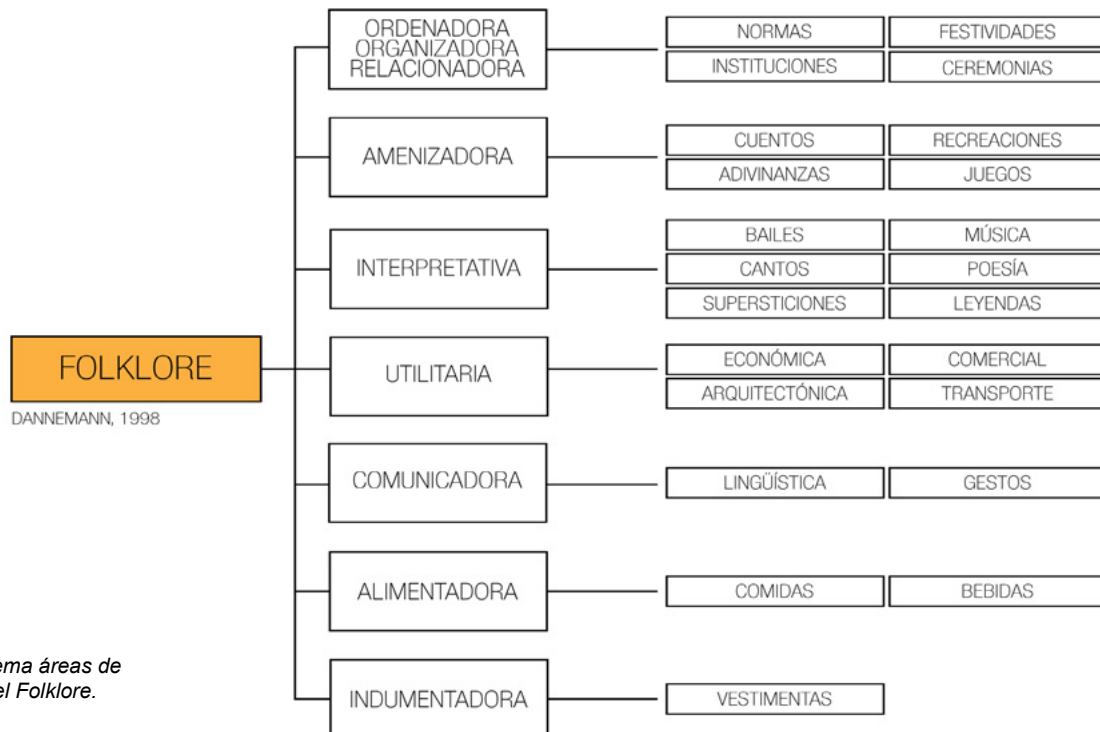 ORDENADORA
ORGANIZADORA
RELACIONADORA
NORMAS
FESTIVIDADES
INSTITUCIONES
CEREMONIAS
AMENIZADORA
CUENTOS
RECREACIONES
ADIVINANZAS
JUEGOS
INTERPRETATIVA
BAILES
MÚSICA
CANTOS
POESÍA
SUPERSTICIONES
LEYENDAS
FOLKLORE
DANNEMANN, 1998
UTILITARIA
ECONÓMICA
COMERCIAL
ARQUITECTÓNICA
TRANSPORTE
COMUNICADORA
LINGÜÍSTICA
GESTOS
ALIMENTADORA
COMIDAS
BEBIDAS
INDUMENTADORA
VESTIMENTAS
ema áreas de
el Folklore.